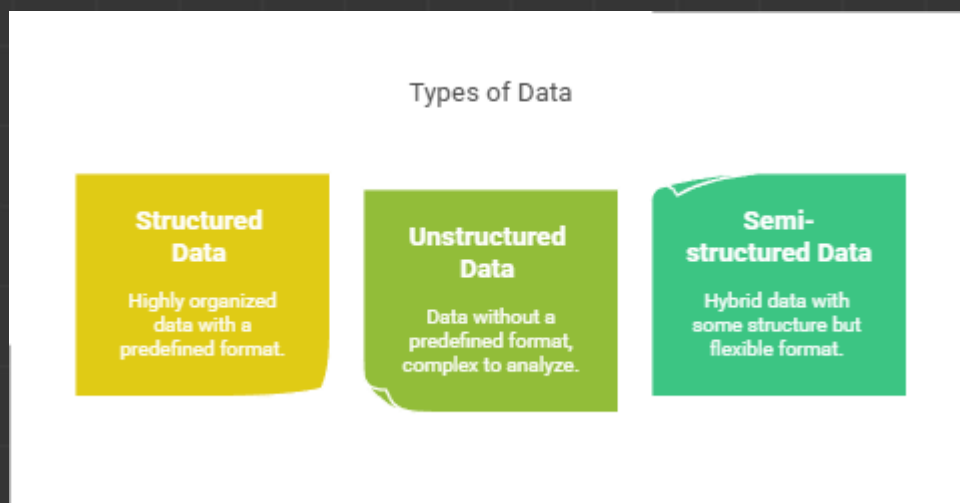 Types of Data
Structured
Data
Highly organized
data with a
predefined format.
Unstructured
Data
Data without a
predefined format,
complex to analyze.
Semi-
structured Data
Hybrid data with
some structure but
flexible format.